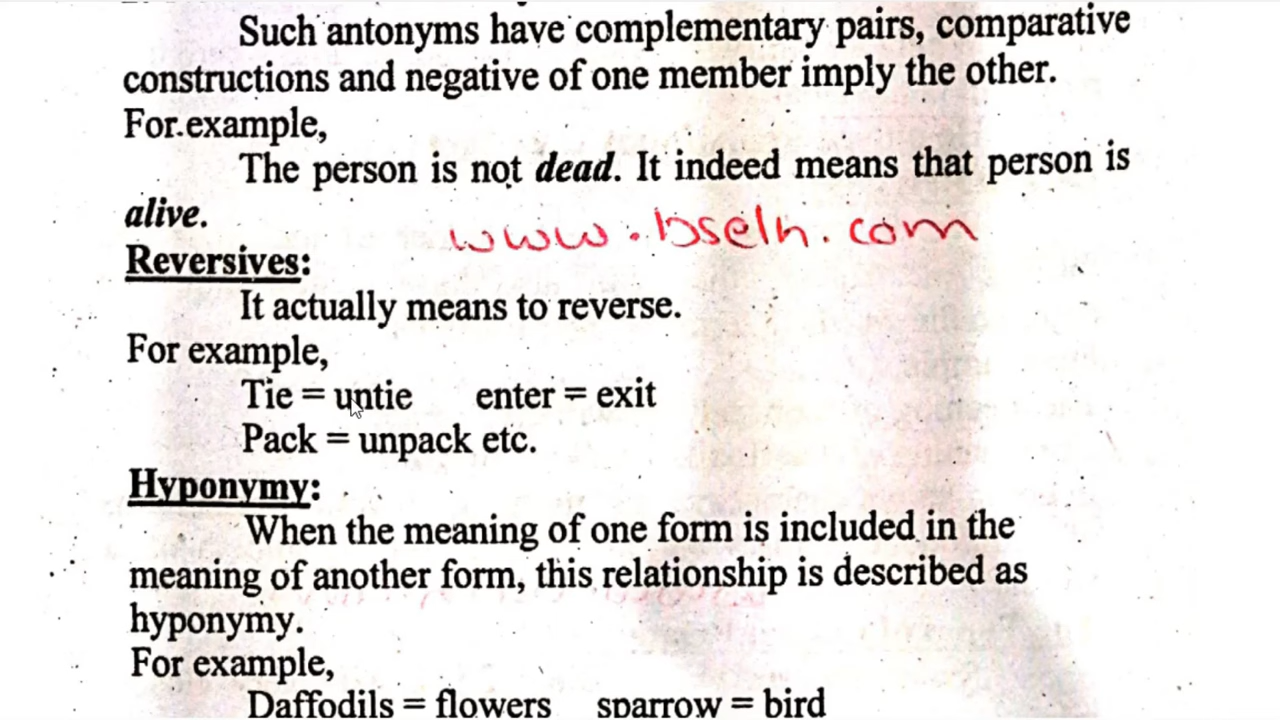 Such antonyms have complementary pairs, comparative
constructions and negative of one member imply the other.
For example,
The person is not dead. It indeed means that person is
alive.
www.bseln.com
Reversives:
It actually means to reverse.
For example,
Tie = untie enter = exit
Pack = unpack etc.
Hyponymy:
When the meaning of one form is included in the
meaning of another form, this relationship is described as
hyponymy.
For example,
Daffodils = flowers sparrow = bird